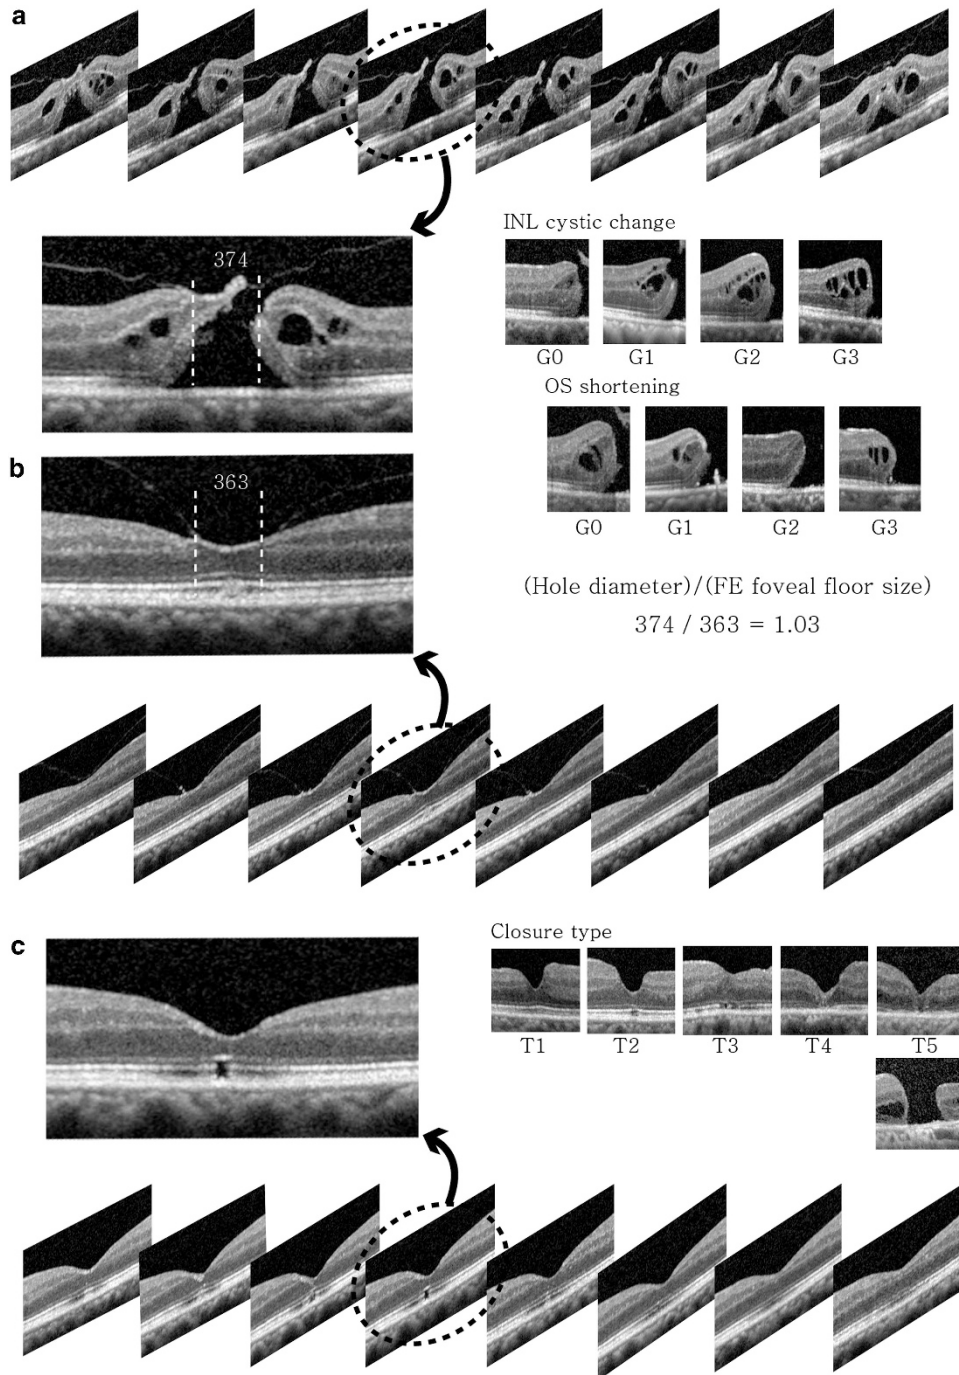 a
374
INL cystic change
G0 G1 G2 G3
OS shortening
G0 G1 G2 G3
b
363
(Hole diameter)/(FE foveal floor size)
374 / 363 = 1.03
c
Closure type
T1 T2 T3 T4 T5